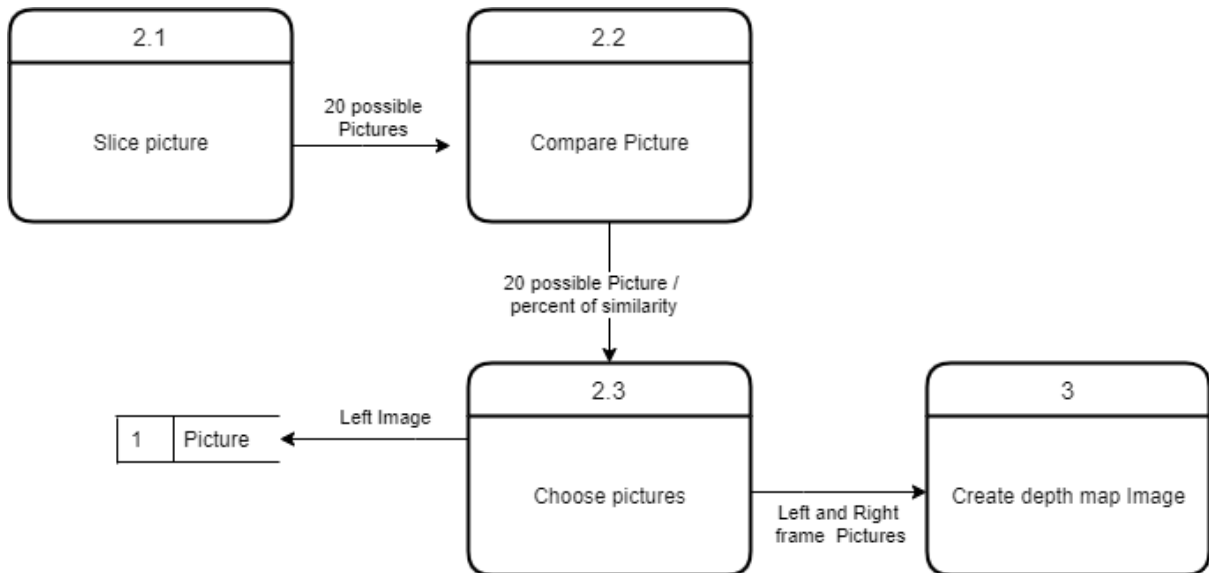 2.1
Slice picture
20 possible
Pictures
2.2
Compare Picture
20 possible Picture /
percent of similarity
2.3
Choose pictures
Left Image
1
Picture
Left and Right
frame Pictures
3
Create depth map Image